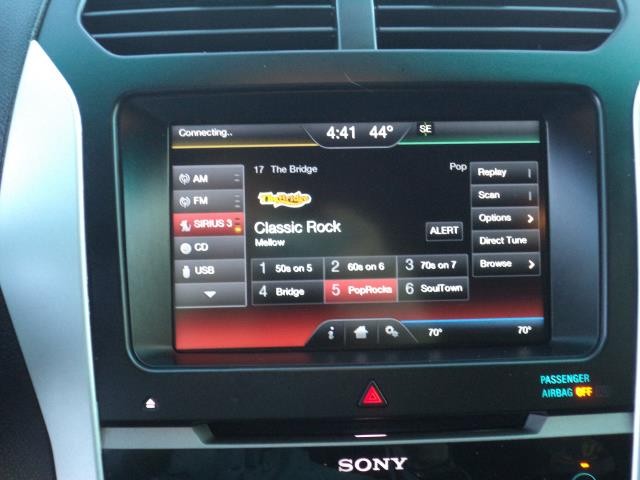 Connecting.. 4:41 44° SE
17 The Bridge Pop
AM
FM
SIRIUS 3
CD
USB
TheBridge
Classic Rock
Mellow
ALERT
Replay
Scan
Options
Direct Tune
Browse
1 50s on 5 2 60s on 6 3 70s on 7
4 Bridge 5 PopRocks 6 SoulTown
i 70° 70°
PASSENGER
AIRBAG OFF
SONY